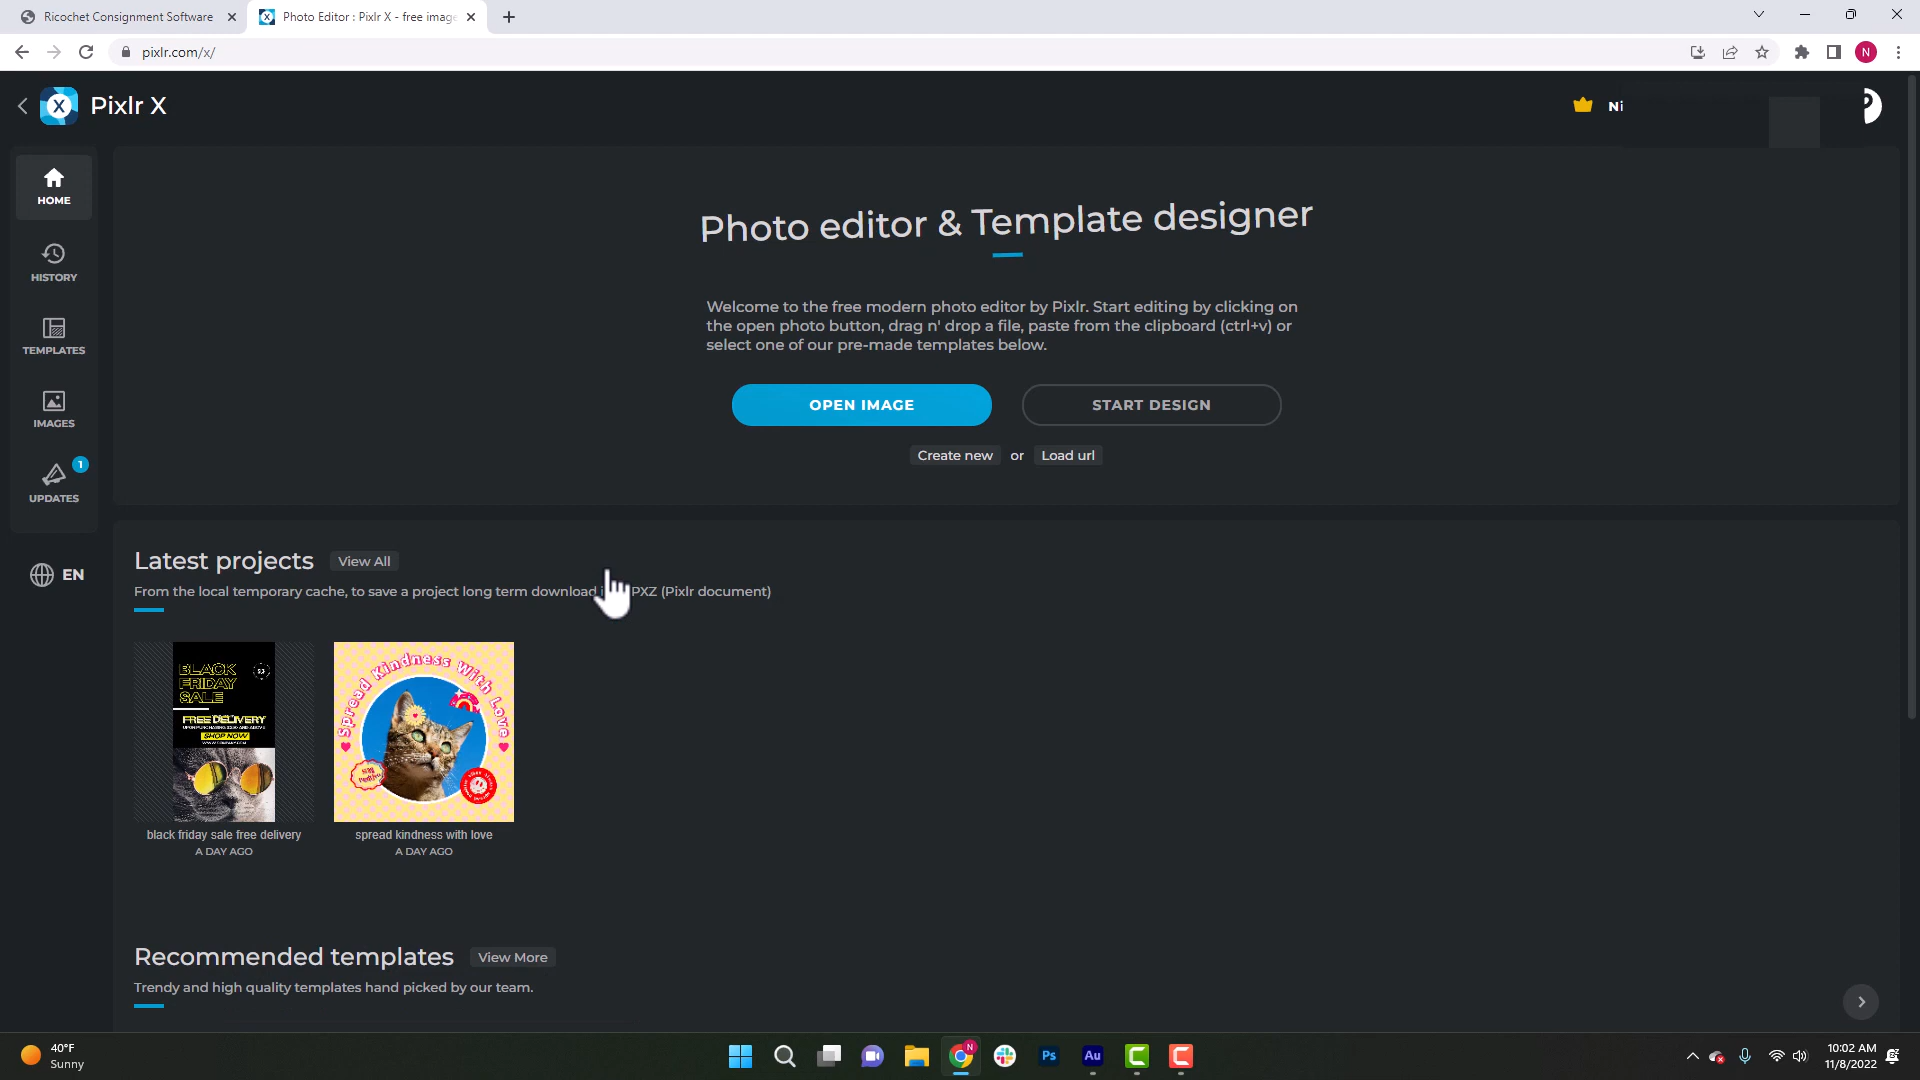 Ricochet Consignment Software
Photo Editor : Pixlr X - free image
pixlr.com/x/
N
Pixlr X
Ni
HOME
HISTORY
TEMPLATES
IMAGES
1
UPDATES
EN
Photo editor & Template designer
Welcome to the free modern photo editor by Pixlr. Start editing by clicking on
the open photo button, drag n' drop a file, paste from the clipboard (ctrl+v) or
select one of our pre-made templates below.
OPEN IMAGE
START DESIGN
Create new or Load url
Latest projects
View All
From the local temporary cache, to save a project long term download PXZ (Pixlr document)
BLACK
FRIDAY
SALE
FREE DELIVERY
SHOP NOW
Spread Kindness With Love
black friday sale free delivery
A DAY AGO
spread kindness with love
A DAY AGO
Recommended templates
View More
Trendy and high quality templates hand picked by our team.
40°F
Sunny
N
Ps
Au
10:02 AM
11/8/2022